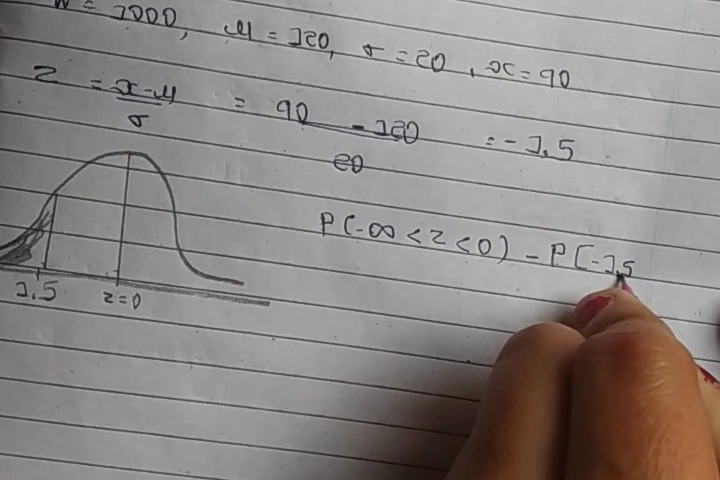 N = 1000, μ = 120, σ = 20, x = 90
z = x-μ/σ = 90 - 120/20 = -1.5
P(-∞ < z < 0) - P(-1.5
1.5 z=0